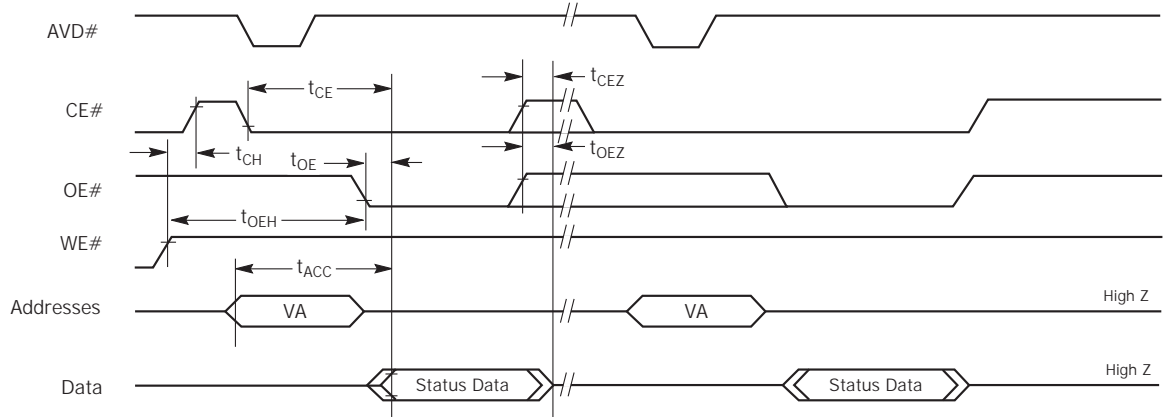 AVD#
CE#
tCE
tCEZ
tCH
tOE
tOEZ
OE#
tOEH
WE#
tACC
Addresses
VA
VA
High Z
Data
Status Data
Status Data
High Z